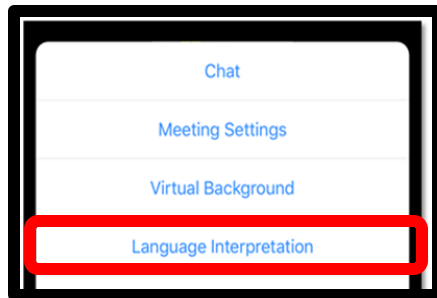 Chat
Meeting Settings
Virtual Background
Language Interpretation